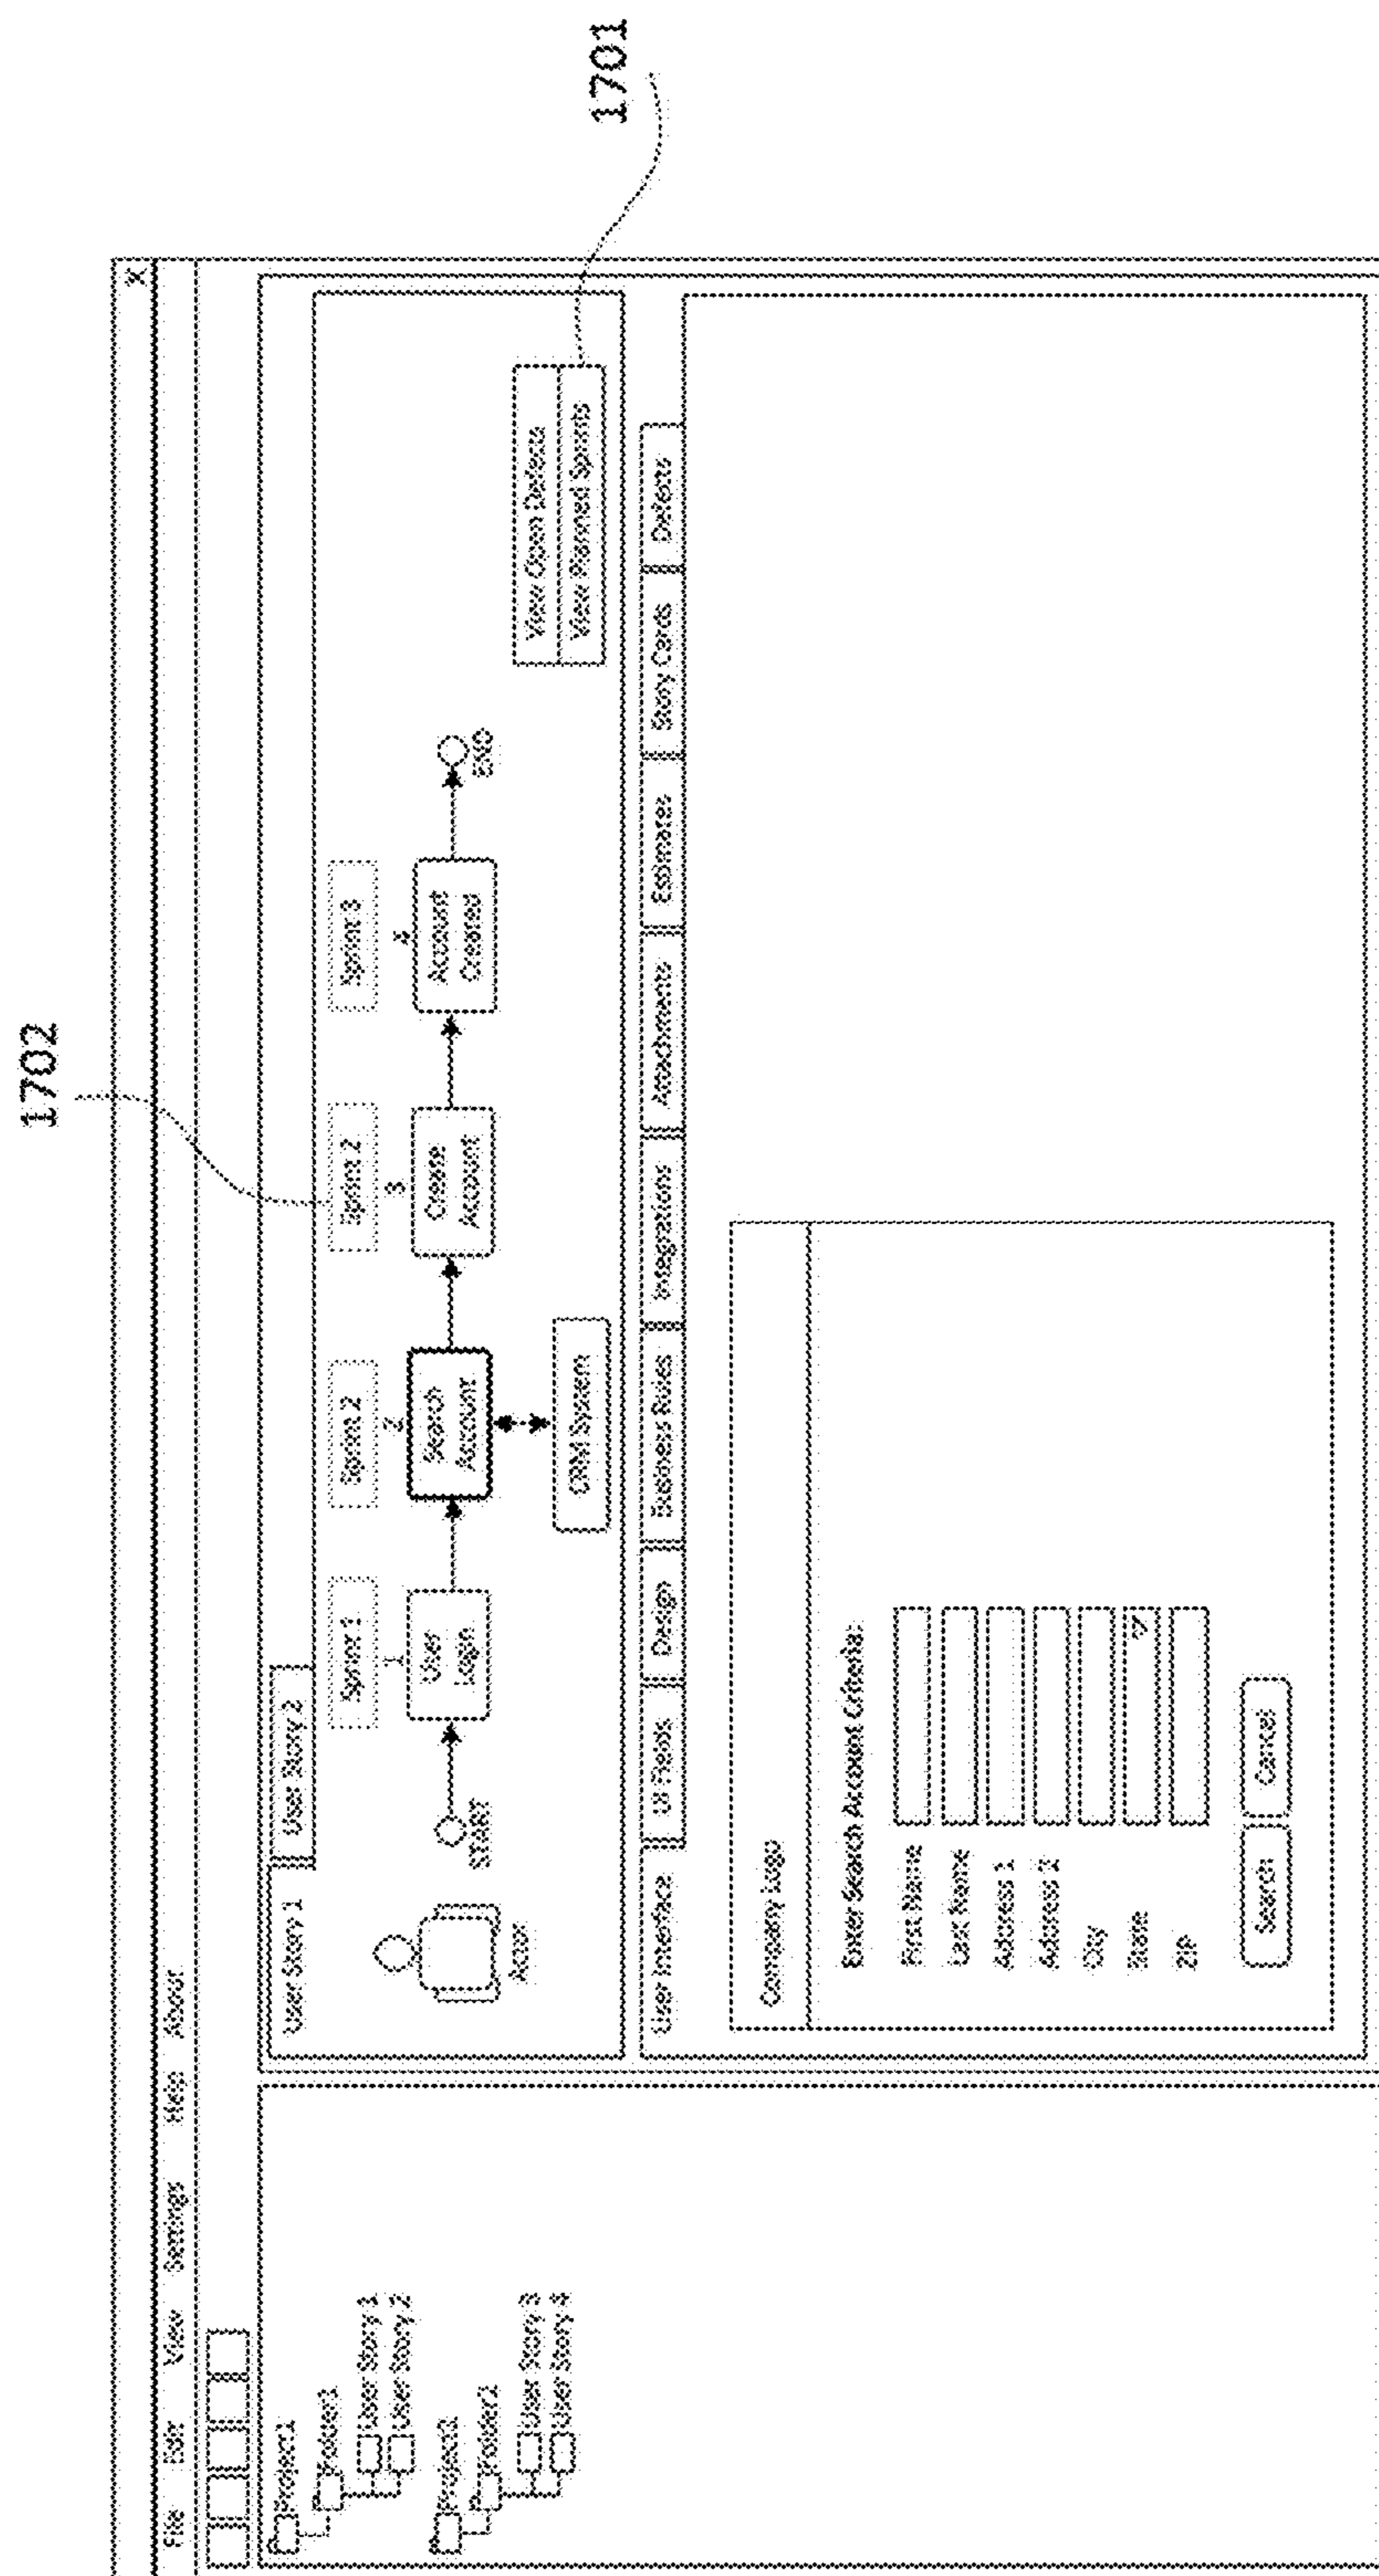 1702
1701
X
File Edit View Settings Help About
Project1
Folder1
User Story 1
User Story 2
Project1
Folder1
User Story 3
User Story 4
User Story 1
User Story 2
Sprint 1
Sprint 2
Sprint 2
Sprint 3
1
2
3
4
Actor
START
User
Login
Search
Account
Create
Account
Account
Created
END
CRM System
View Open Defects
View Planned Sprints
User Interface
UI Fields
Design
Business Rules
Integrations
Attachments
Estimates
Story Cards
Defects
Company Logo
Enter Search Account Criteria:
First Name
Last Name
Address 1
Address 2
City
State
ZIP
Search
Cancel